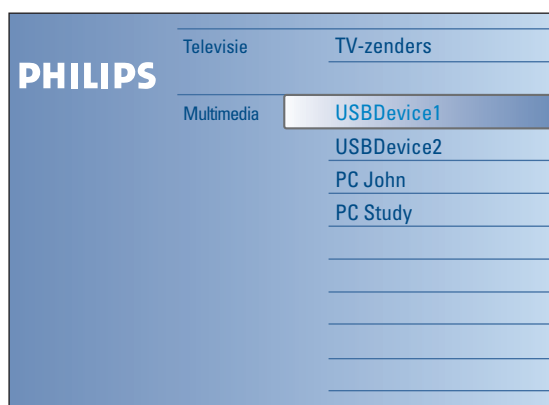 PHILIPS
Televisie TV-zenders
Multimedia USBDevice1
USBDevice2
PC John
PC Study